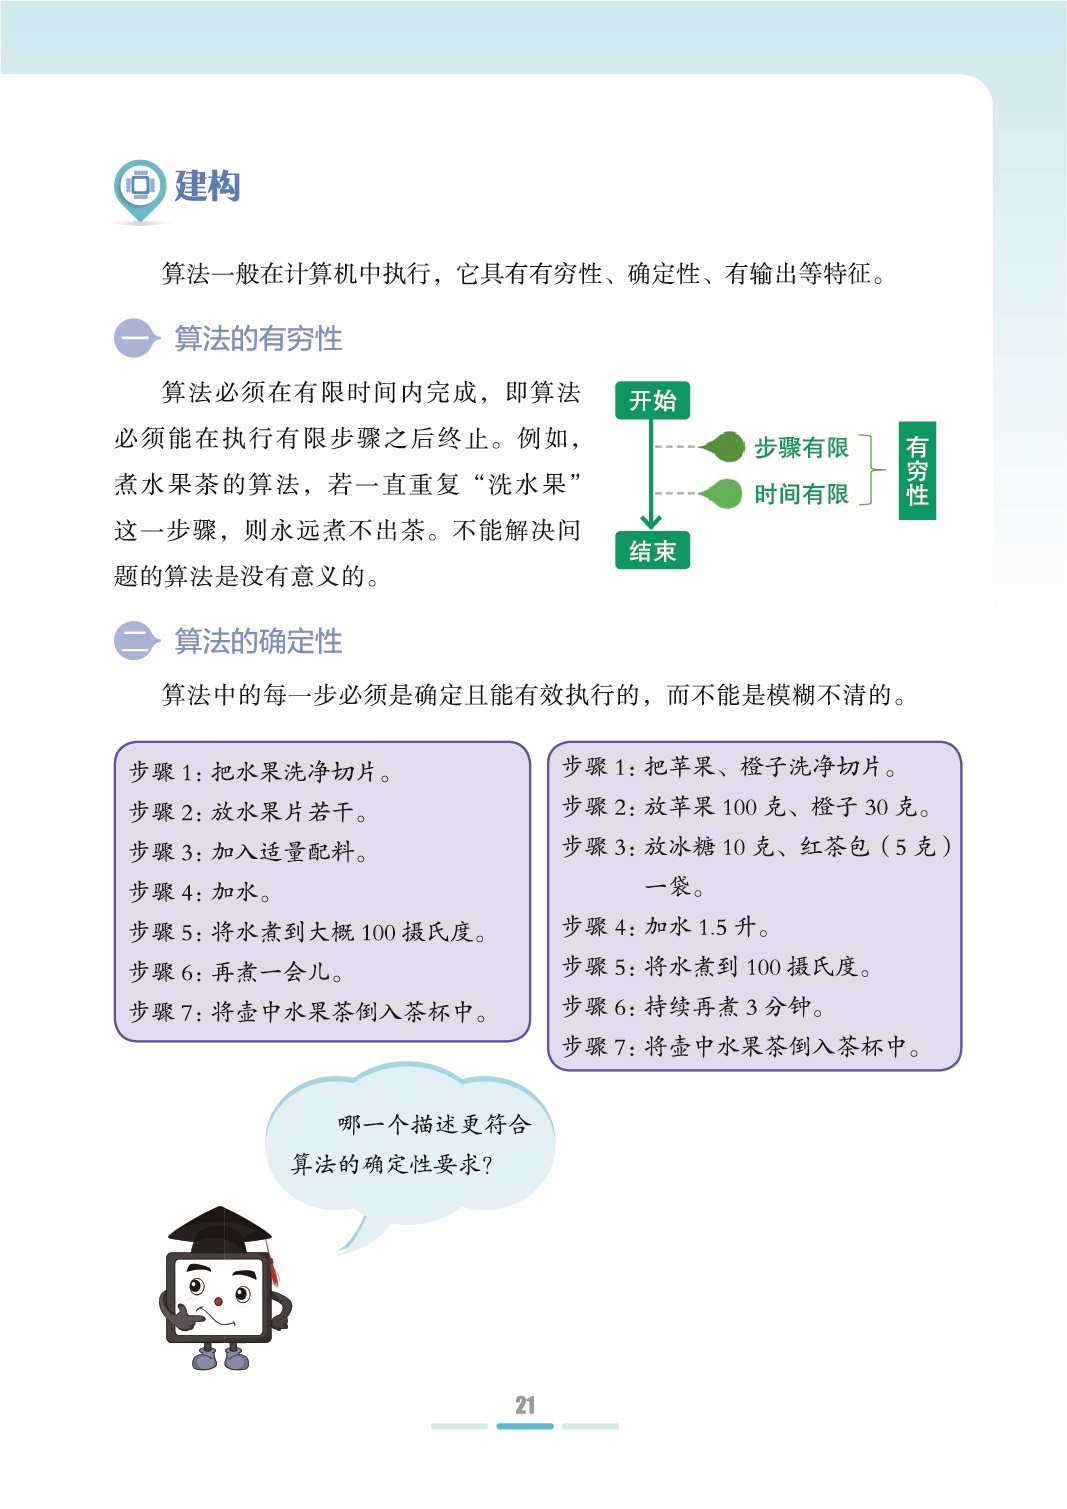 建构
算法一般在计算机中执行，它具有有穷性、确定性、有输出等特征。
一 算法的有穷性
算法必须在有限时间内完成，即算法
必须能在执行有限步骤之后终止。例如，
煮水果茶的算法，若一直重复“洗水果”
这一步骤，则永远煮不出茶。不能解决问
题的算法是没有意义的。
开始
步骤有限
时间有限
结束
有穷性
二 算法的确定性
算法中的每一步必须是确定且能有效执行的，而不能是模糊不清的。
步骤 1：把水果洗净切片。
步骤 2：放水果片若干。
步骤 3：加入适量配料。
步骤 4：加水。
步骤 5：将水煮到大概 100 摄氏度。
步骤 6：再煮一会儿。
步骤 7：将壶中水果茶倒入茶杯中。
步骤 1：把苹果、橙子洗净切片。
步骤 2：放苹果 100 克、橙子 30 克。
步骤 3：放冰糖 10 克、红茶包（5 克）
一袋。
步骤 4：加水 1.5 升。
步骤 5：将水煮到 100 摄氏度。
步骤 6：持续再煮 3 分钟。
步骤 7：将壶中水果茶倒入茶杯中。
哪一个描述更符合
算法的确定性要求？
21